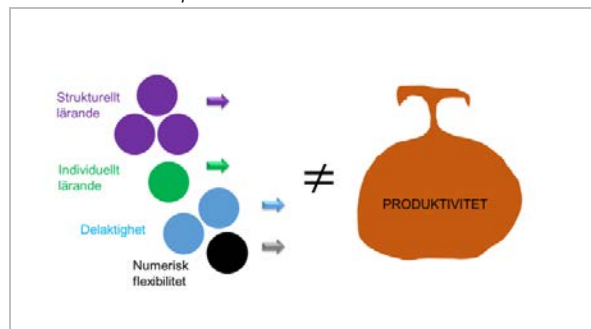 Strukturellt
lärande
Individuellt
lärande
Delaktighet
Numerisk
flexibilitet
≠
PRODUKTIVITET